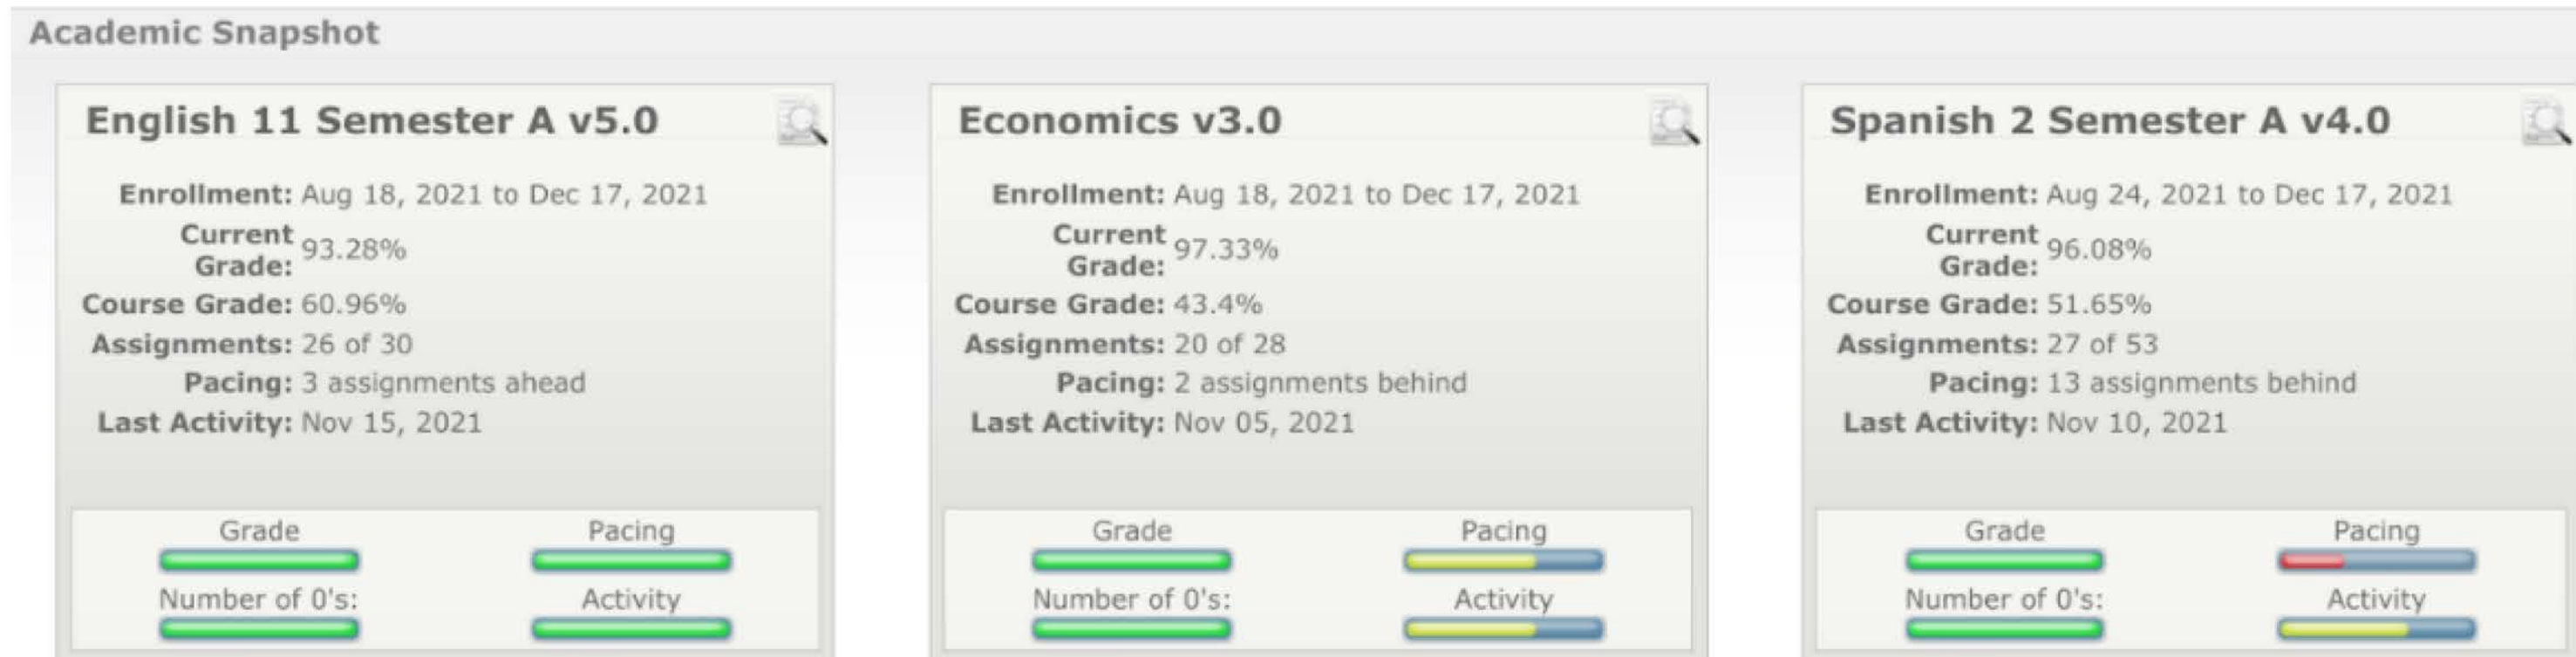 Academic Snapshot
English 11 Semester A v5.0
Enrollment: Aug 18, 2021 to Dec 17, 2021
Current Grade: 93.28%
Course Grade: 60.96%
Assignments: 26 of 30
Pacing: 3 assignments ahead
Last Activity: Nov 15, 2021
Grade
Pacing
Number of 0's:
Activity
Economics v3.0
Enrollment: Aug 18, 2021 to Dec 17, 2021
Current Grade: 97.33%
Course Grade: 43.4%
Assignments: 20 of 28
Pacing: 2 assignments behind
Last Activity: Nov 05, 2021
Grade
Pacing
Number of 0's:
Activity
Spanish 2 Semester A v4.0
Enrollment: Aug 24, 2021 to Dec 17, 2021
Current Grade: 96.08%
Course Grade: 51.65%
Assignments: 27 of 53
Pacing: 13 assignments behind
Last Activity: Nov 10, 2021
Grade
Pacing
Number of 0's:
Activity